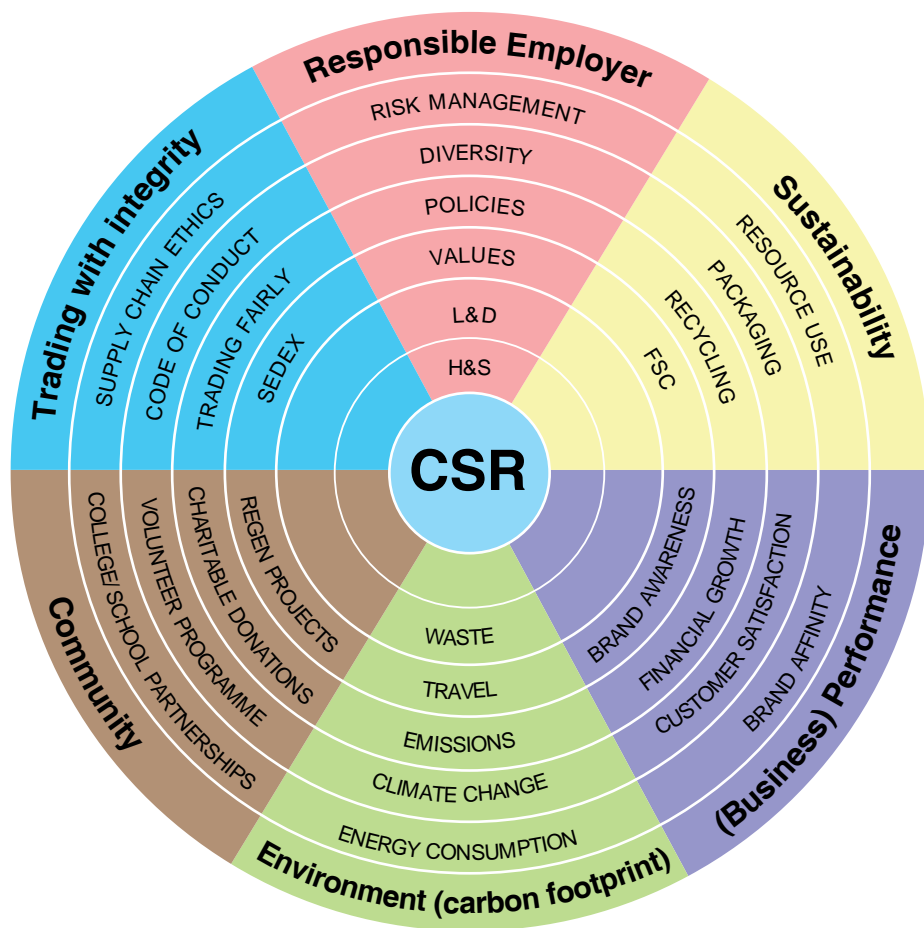 Responsible Employer
RISK MANAGEMENT
DIVERSITY
POLICIES
VALUES
L&D
H&S
Sustainability
RESOURCE USE
PACKAGING
RECYCLING
FSC
(Business) Performance
BRAND AFFINITY
CUSTOMER SATISFACTION
FINANCIAL GROWTH
BRAND AWARENESS
Environment (carbon footprint)
ENERGY CONSUMPTION
CLIMATE CHANGE
EMISSIONS
TRAVEL
WASTE
Community
COLLEGE/SCHOOL PARTNERSHIPS
VOLUNTEER PROGRAMME
CHARITABLE DONATIONS
REGEN PROJECTS
Trading with integrity
SUPPLY CHAIN ETHICS
CODE OF CONDUCT
TRADING FAIRLY
SEDEX
CSR